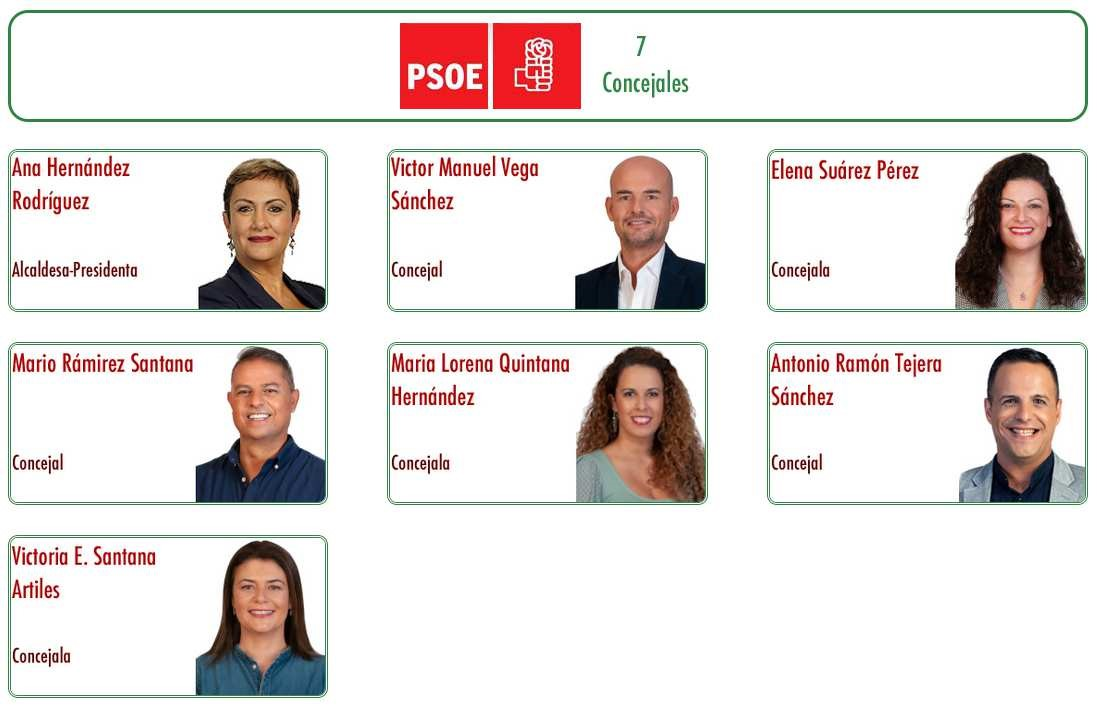 PSOE
7
Concejales
Ana Hernández
Rodríguez
Alcaldesa-Presidenta
Victor Manuel Vega
Sánchez
Concejal
Elena Suárez Pérez
Concejala
Mario Rámirez Santana
Concejal
Maria Lorena Quintana
Hernández
Concejala
Antonio Ramón Tejera
Sánchez
Concejal
Victoria E. Santana
Artiles
Concejala